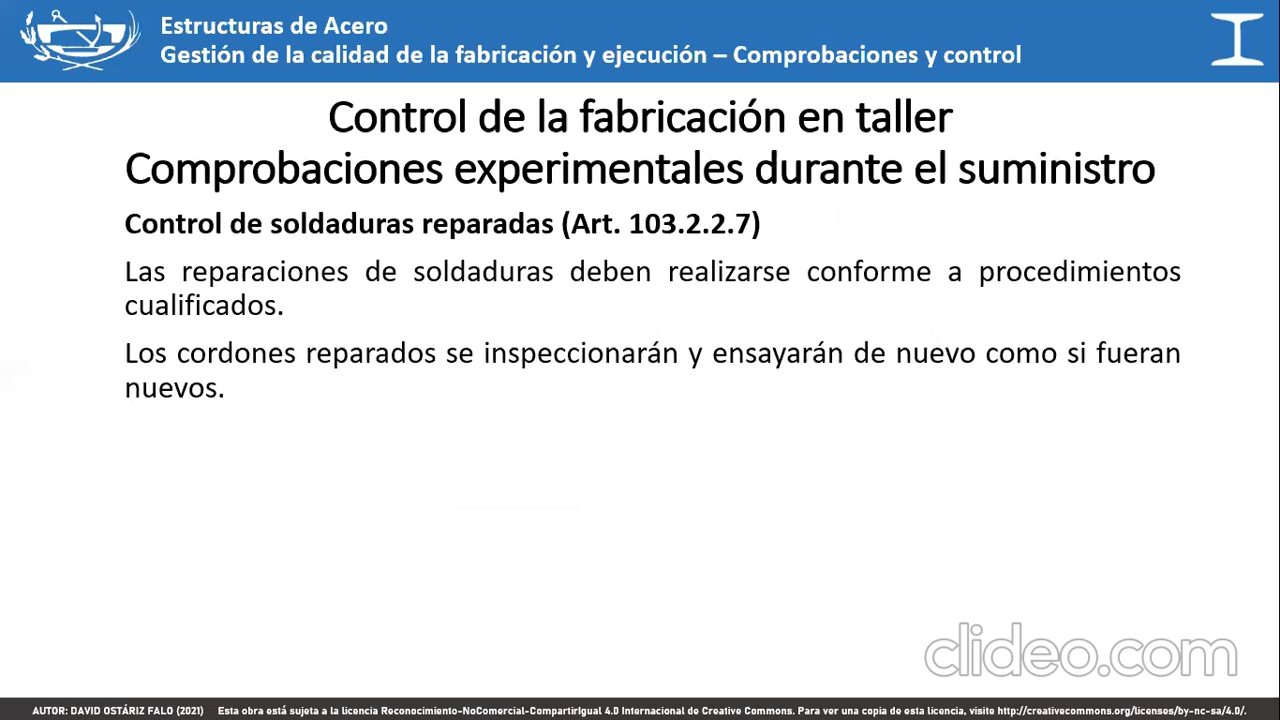 Estructuras de Acero
Gestión de la calidad de la fabricación y ejecución – Comprobaciones y control
Control de la fabricación en taller
Comprobaciones experimentales durante el suministro
Control de soldaduras reparadas (Art. 103.2.2.7)
Las reparaciones de soldaduras deben realizarse conforme a procedimientos
cualificados.
Los cordones reparados se inspeccionarán y ensayarán de nuevo como si fueran
nuevos.
clideo.com
AUTOR: DAVID OSTÁRIZ FALO (2021) Esta obra está sujeta a la licencia Reconocimiento-NoComercial-CompartirIgual 4.0 Internacional de Creative Commons. Para ver una copia de esta licencia, visite http://creativecommons.org/licenses/by-nc-sa/4.0/.